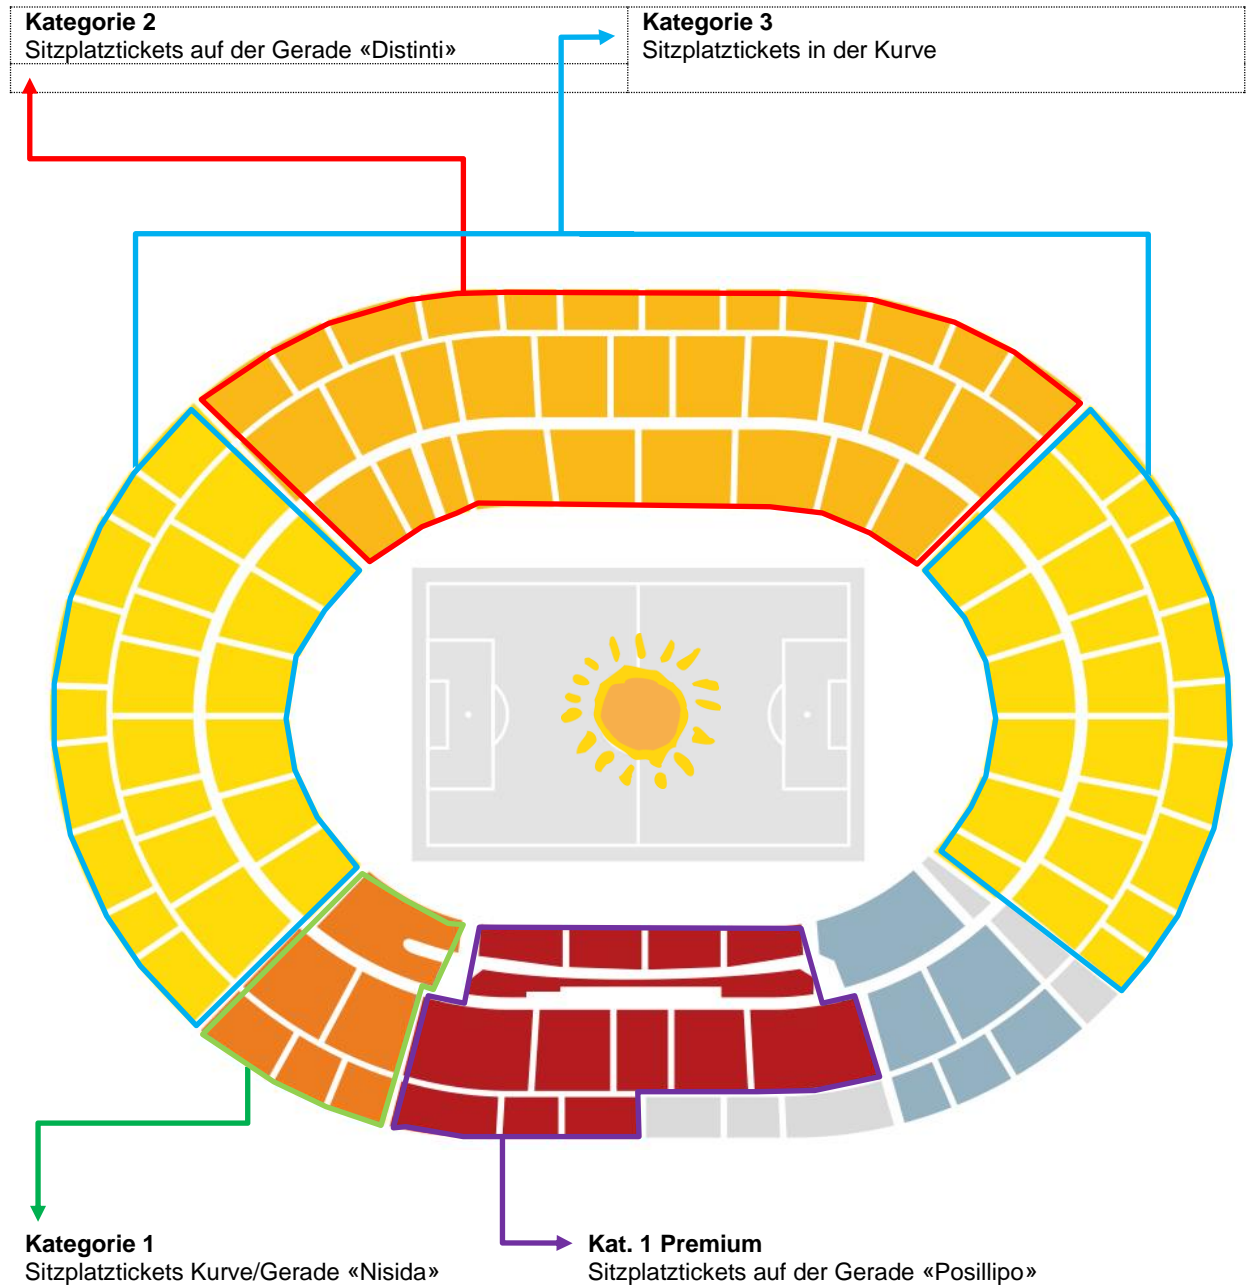 Kategorie 2
Sitzplatztickets auf der Gerade «Distinti»
Kategorie 3
Sitzplatztickets in der Kurve
Kategorie 1
Sitzplatztickets Kurve/Gerade «Nisida»
Kat. 1 Premium
Sitzplatztickets auf der Gerade «Posillipo»